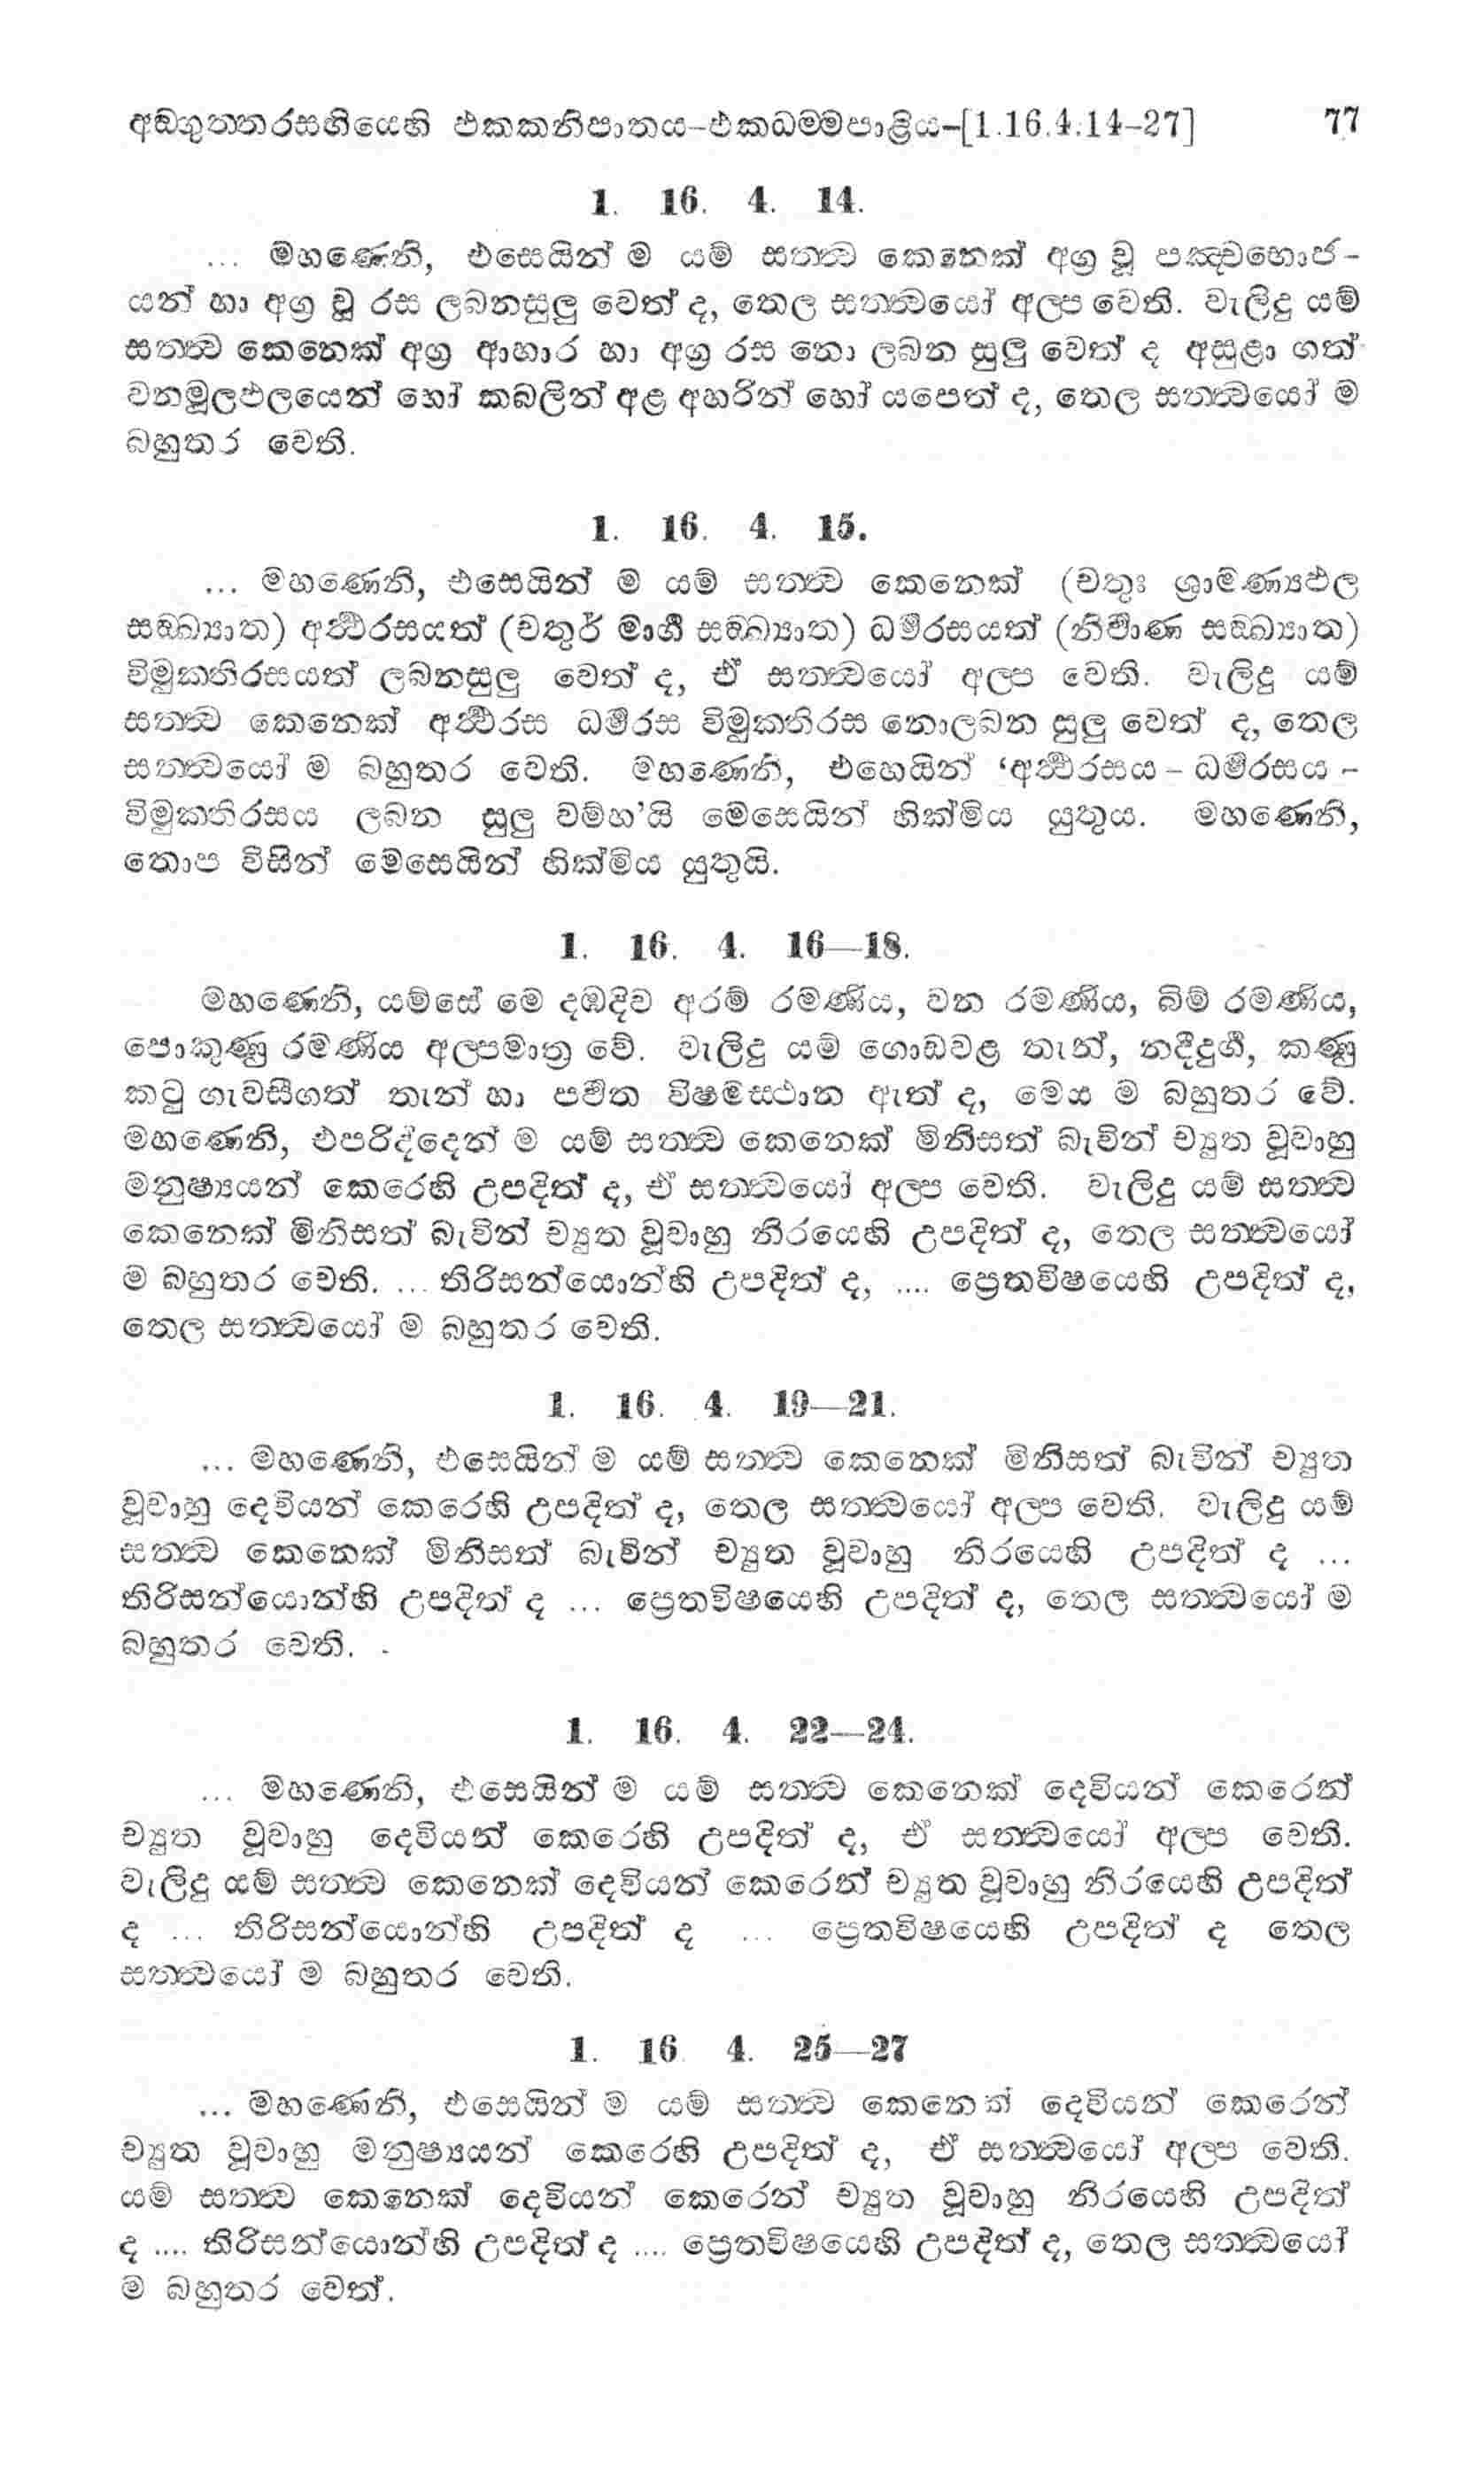 අඞ්ගුත්තරසඟියෙහි එකකනිපාතය-එකධම්මපාළිය-[1.16.4.14-27] 77
1. 16. 4. 14.
... මහණෙනි, එසෙයින් ම යම් සත්ත්ව කෙනෙක් අග්‍ර වූ පඤ්චභොජ-
යන් හා අග්‍ර වූ රස ලබනසුලු වෙත් ද, තෙල සත්ත්වයෝ අල්ප වෙති. වැලිදු යම්
සත්ත්ව කෙනෙක් අග්‍ර ආහාර හා අග්‍ර රස නො ලබන සුලු වෙත් ද අසුළා ගත්
වනමූලඵලයෙන් හෝ කබලින් අළ අහරින් හෝ යපෙත් ද, තෙල සත්ත්වයෝ ම
බහුතර වෙති.
1. 16. 4. 15.
... මහණෙනි, එසෙයින් ම යම් සත්ත්ව කෙනෙක් (චතුඃ ශ්‍රාමණ්‍යඵල
සඞ්ඛ්‍යාත) අර්ත්‍ථරසයත් (චතුර් මාර්ග සඞ්ඛ්‍යාත) ධර්මරසයත් (නිර්වාණ සඞ්ඛ්‍යාත)
විමුක්තිරසයත් ලබනසුලු වෙත් ද, ඒ සත්ත්වයෝ අල්ප වෙති. වැලිදු යම්
සත්ත්ව කෙනෙක් අර්ත්‍ථරස ධර්මරස විමුක්තිරස නොලබන සුලු වෙත් ද, තෙල
සත්ත්වයෝ ම බහුතර වෙති. මහණෙනි, එහෙයින් ‘අර්ත්‍ථරසය - ධර්මරසය -
විමුක්තිරසය ලබන සුලු වම්හ’යි මෙසෙයින් හික්මිය යුතුය. මහණෙනි,
තොප විසින් මෙසෙයින් හික්මිය යුතුයි.
1. 16. 4. 16—18.
මහණෙනි, යම්සේ මේ දඹදිව අරම් රමණීය, වන රමණීය, බිම් රමණීය,
පොකුණු රමණීය අල්පමාත්‍ර වේ. වැලිදු යම් ගොඩවළ තැන්, නදීදුර්ග, කණු
කටු ගැවසීගත් තැන් හා පර්වත විෂමස්ථාන ඇත් ද, මෙය ම බහුතර වේ.
මහණෙනි, එපරිද්දෙන් ම යම් සත්ත්ව කෙනෙක් මිනිසත් බැවින් ච්‍යුත වූවාහු
මනුෂ්‍යයන් කෙරෙහි උපදිත් ද, ඒ සත්ත්වයෝ අල්ප වෙති. වැලිදු යම් සත්ත්ව
කෙනෙක් මිනිසත් බැවින් ච්‍යුත වූවාහු නිරයෙහි උපදිත් ද, තෙල සත්ත්වයෝ
ම බහුතර වෙති. ... තිරිසන්යොන්හි උපදිත් ද, .... ප්‍රෙතවිෂයෙහි උපදිත් ද,
තෙල සත්ත්වයෝ ම බහුතර වෙති.
1. 16. 4. 19—21.
... මහණෙනි, එසෙයින් ම යම් සත්ත්ව කෙනෙක් මිනිසත් බැවින් ච්‍යුත
වූවාහු දෙවියන් කෙරෙහි උපදිත් ද, තෙල සත්ත්වයෝ අල්ප වෙති. වැලිදු යම්
සත්ත්ව කෙනෙක් මිනිසත් බැවින් ච්‍යුත වූවාහු නිරයෙහි උපදිත් ද ...
තිරිසන්යොන්හි උපදිත් ද ... ප්‍රෙතවිෂයෙහි උපදිත් ද, තෙල සත්ත්වයෝ ම
බහුතර වෙති.
1. 16. 4. 22—24.
... මහණෙනි, එසෙයින් ම යම් සත්ත්ව කෙනෙක් දෙවියන් කෙරෙන්
ච්‍යුත වූවාහු දෙවියන් කෙරෙහි උපදිත් ද, ඒ සත්ත්වයෝ අල්ප වෙති.
වැලිදු යම් සත්ත්ව කෙනෙක් දෙවියන් කෙරෙන් ච්‍යුත වූවාහු නිරයෙහි උපදිත්
ද ... තිරිසන්යොන්හි උපදිත් ද ... ප්‍රෙතවිෂයෙහි උපදිත් ද තෙල
සත්ත්වයෝ ම බහුතර වෙති.
1. 16 4. 25—27
... මහණෙනි, එසෙයින් ම යම් සත්ත්ව කෙනෙක් දෙවියන් කෙරෙන්
ච්‍යුත වූවාහු මනුෂ්‍යයන් කෙරෙහි උපදිත් ද, ඒ සත්ත්වයෝ අල්ප වෙති.
යම් සත්ත්ව කෙනෙක් දෙවියන් කෙරෙන් ච්‍යුත වූවාහු නිරයෙහි උපදිත්
ද .... තිරිසන්යොන්හි උපදිත් ද .... ප්‍රෙතවිෂයෙහි උපදිත් ද, තෙල සත්ත්වයෝ
ම බහුතර වෙත්.